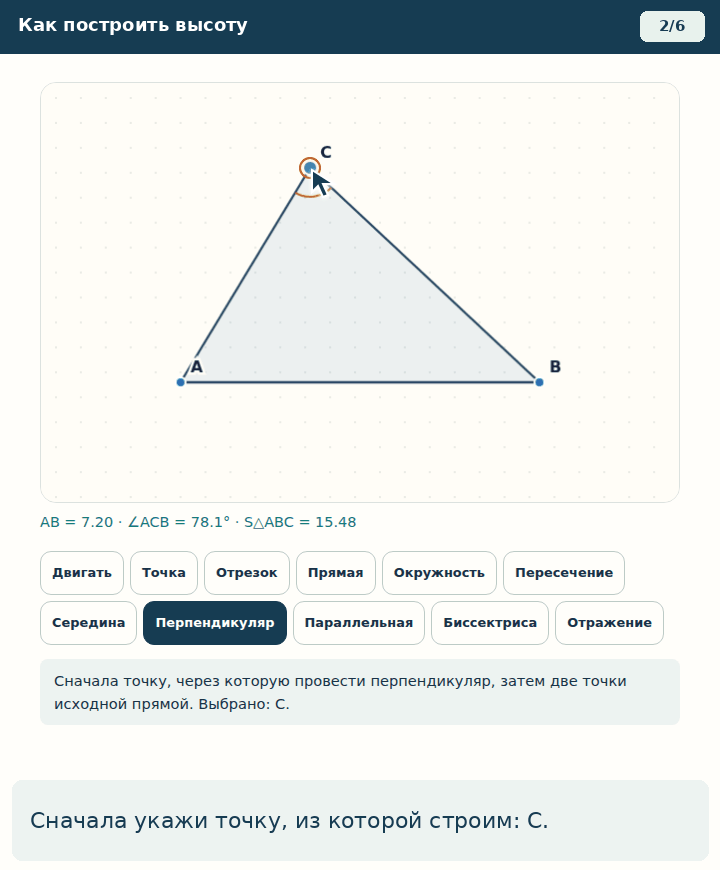 Как построить высоту
2/6
C
A
B
AB = 7.20 · ∠ACB = 78.1° · S△ABC = 15.48
Двигать Точка Отрезок Прямая Окружность Пересечение
Середина Перпендикуляр Параллельная Биссектриса Отражение
Сначала точку, через которую провести перпендикуляр, затем две точки
исходной прямой. Выбрано: C.
Сначала укажи точку, из которой строим: C.